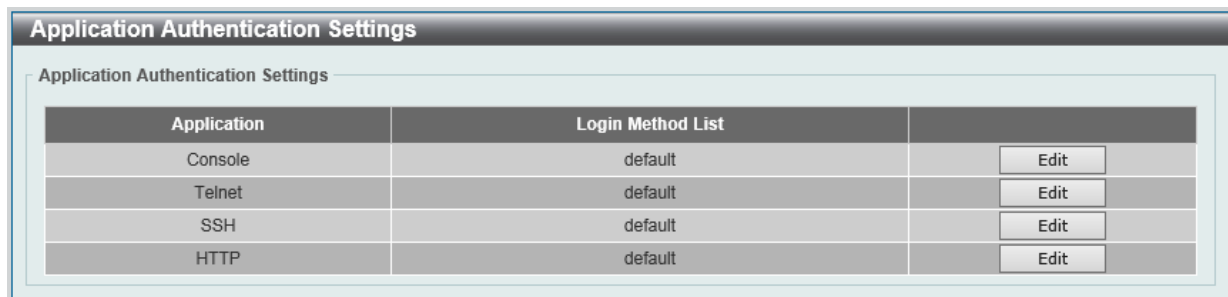 Application Authentication Settings
Application Authentication Settings
Application Login Method List
Console default Edit
Telnet default Edit
SSH default Edit
HTTP default Edit